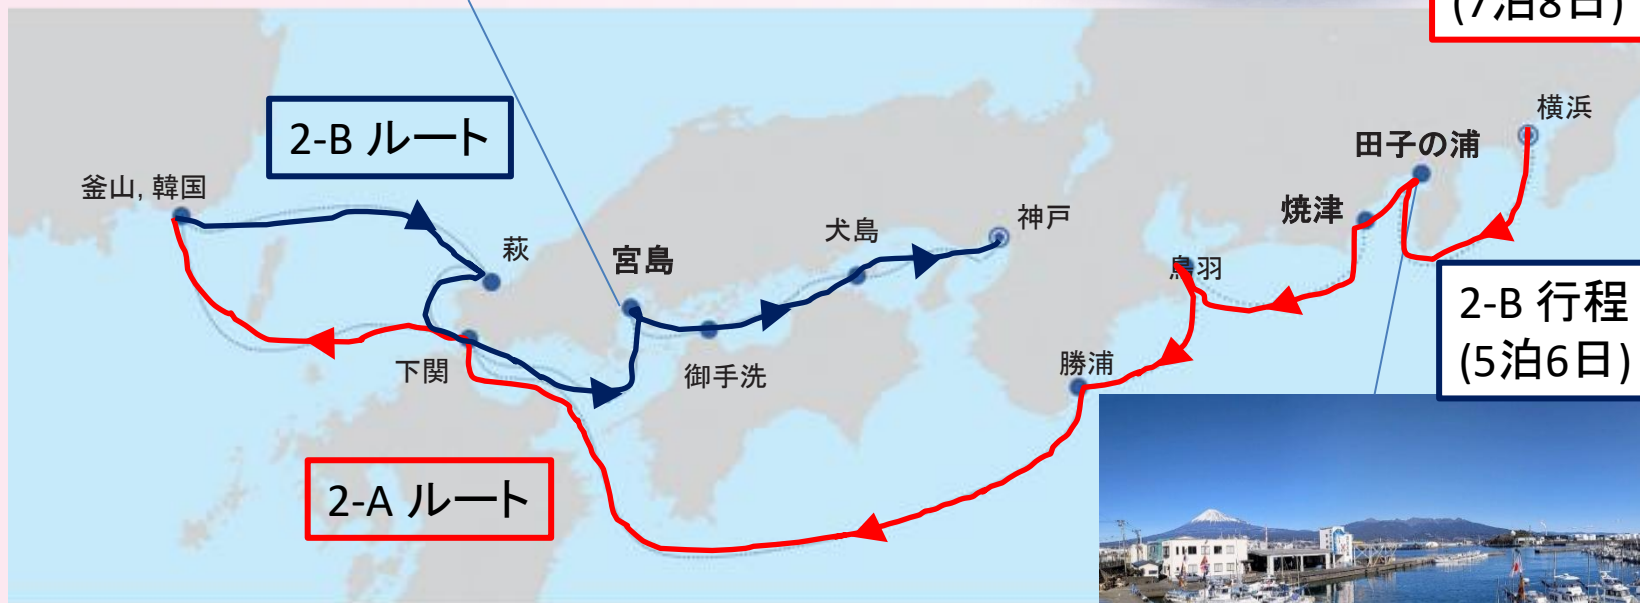 (7泊8日)
横浜
2-B ルート
田子の浦
釜山, 韓国
焼津
神戸
犬島
萩
宮島
鳥羽
2-B 行程
(5泊6日)
下関
御手洗
勝浦
2-A ルート